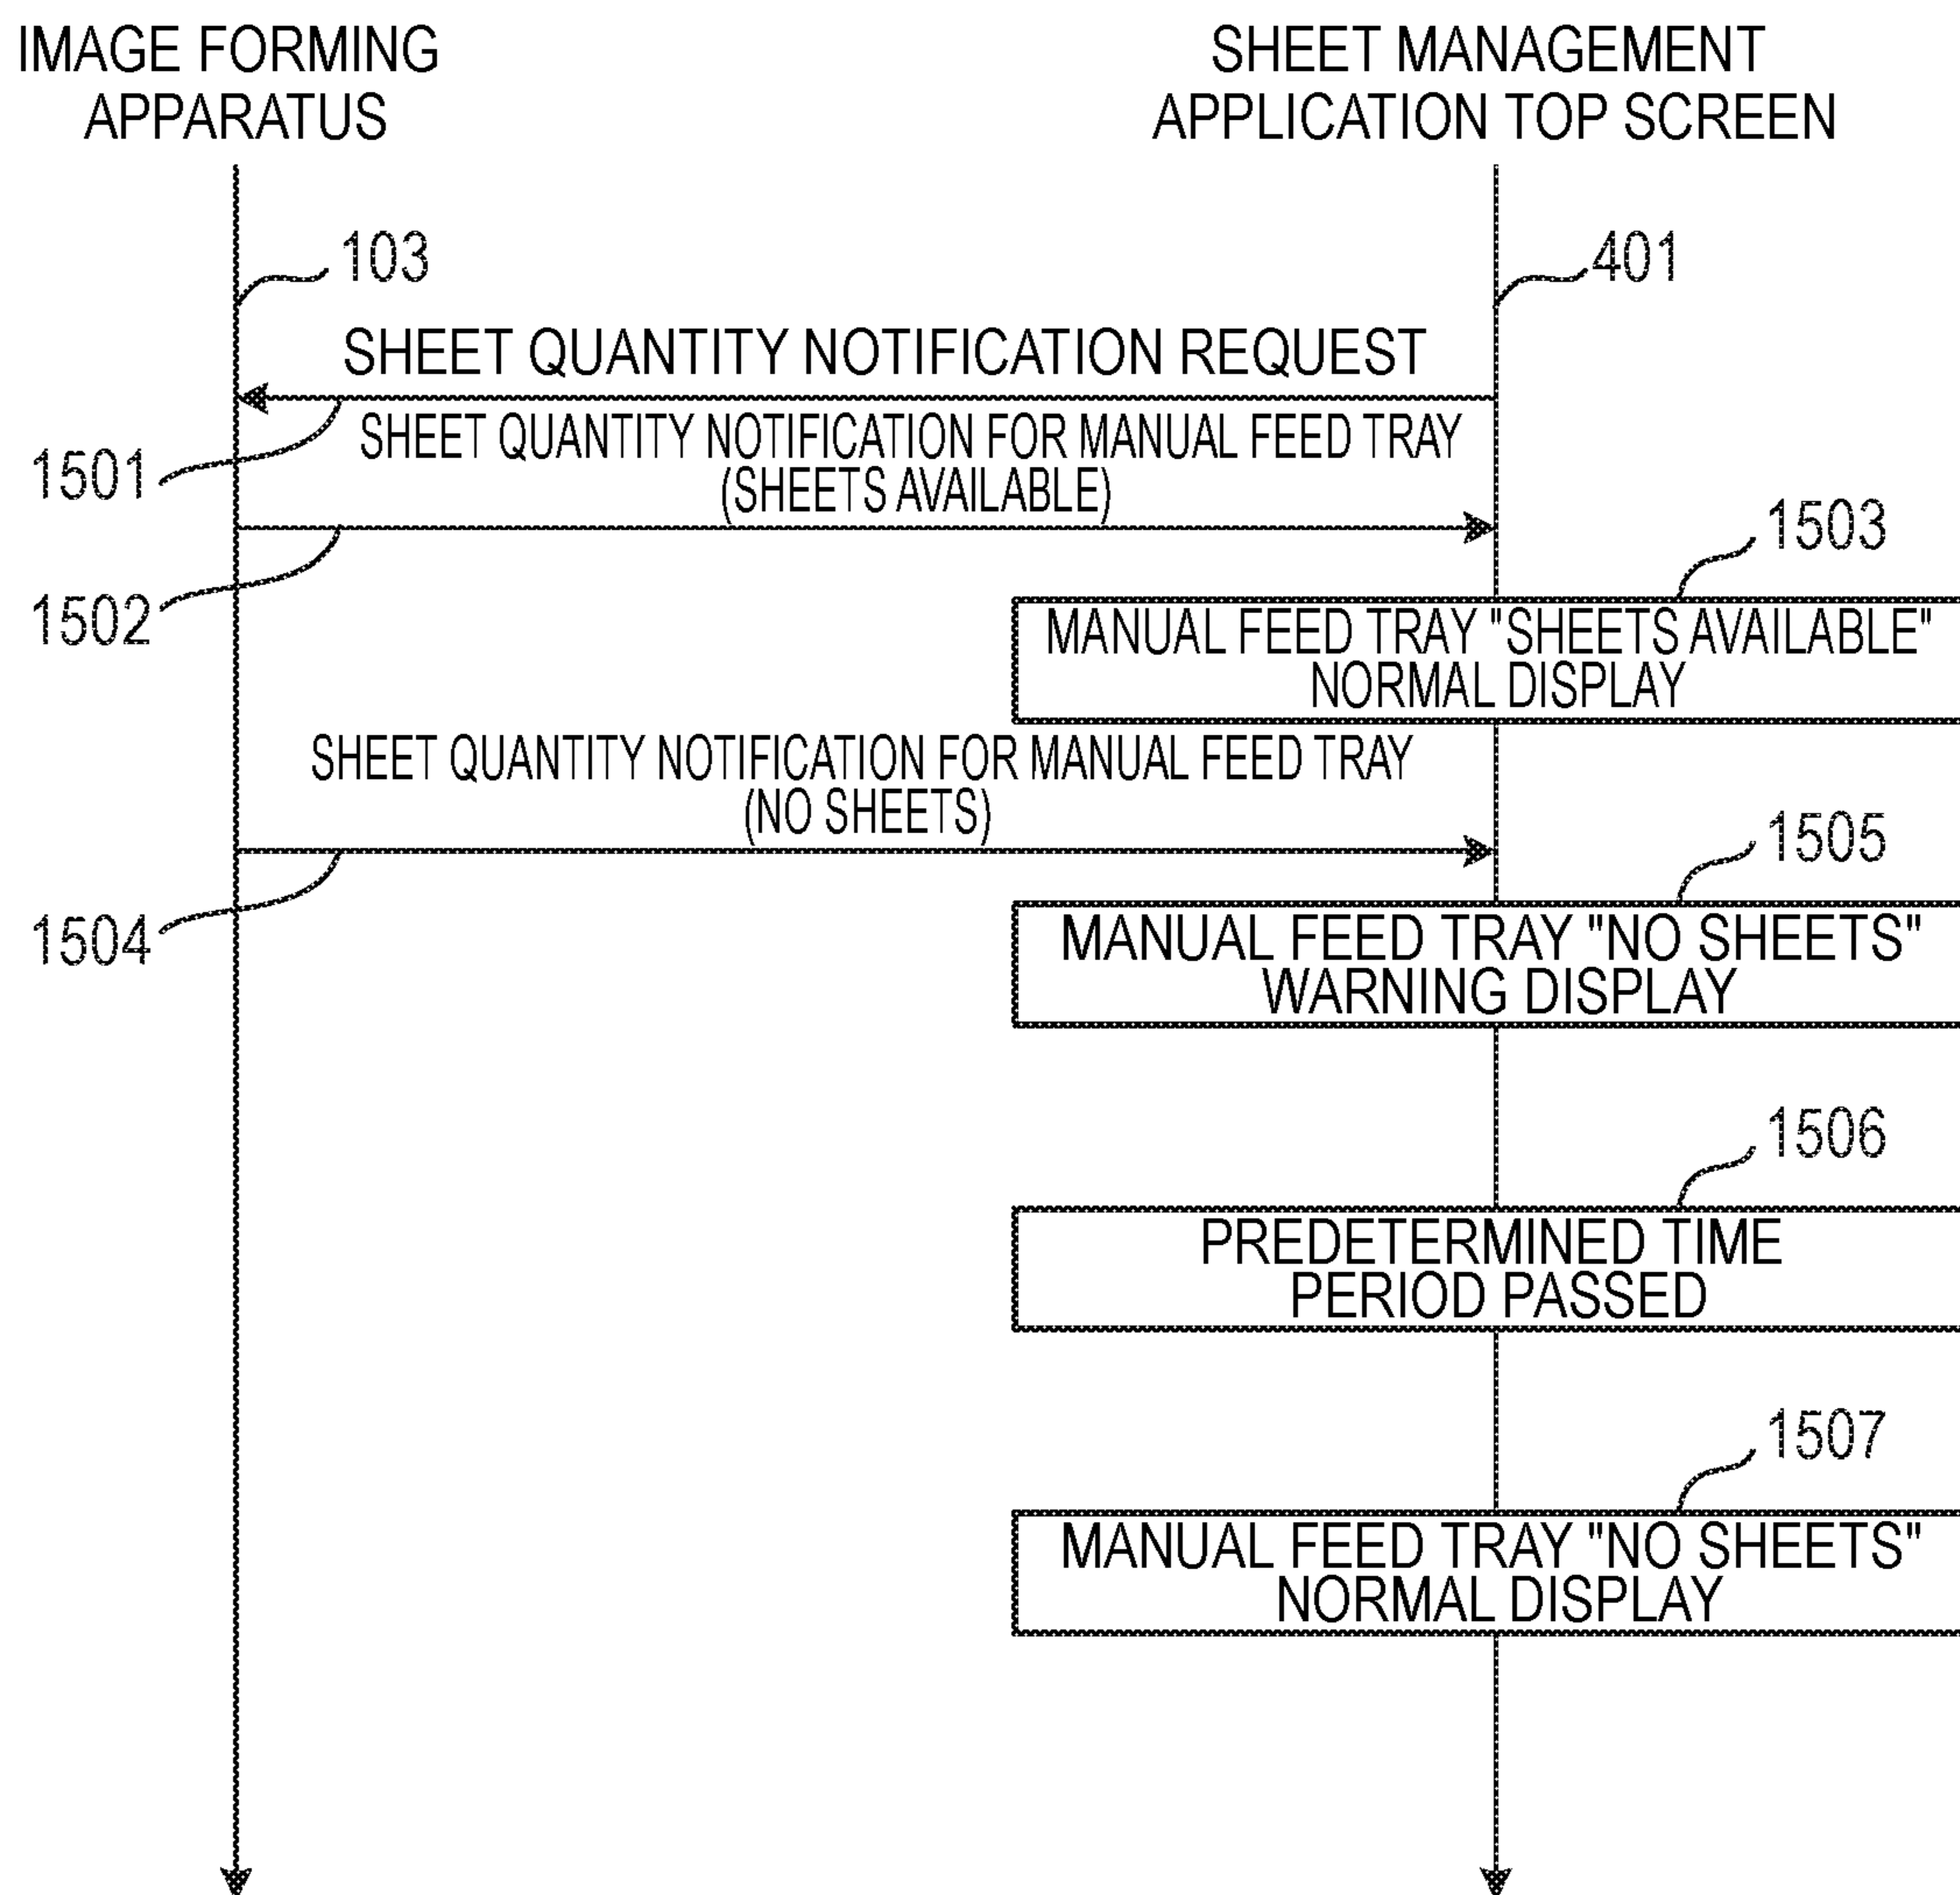 IMAGE FORMING
APPARATUS
SHEET MANAGEMENT
APPLICATION TOP SCREEN
103
401
SHEET QUANTITY NOTIFICATION REQUEST
1501
SHEET QUANTITY NOTIFICATION FOR MANUAL FEED TRAY
(SHEETS AVAILABLE)
1502
1503
MANUAL FEED TRAY "SHEETS AVAILABLE"
NORMAL DISPLAY
SHEET QUANTITY NOTIFICATION FOR MANUAL FEED TRAY
(NO SHEETS)
1504
1505
MANUAL FEED TRAY "NO SHEETS"
WARNING DISPLAY
1506
PREDETERMINED TIME
PERIOD PASSED
1507
MANUAL FEED TRAY "NO SHEETS"
NORMAL DISPLAY